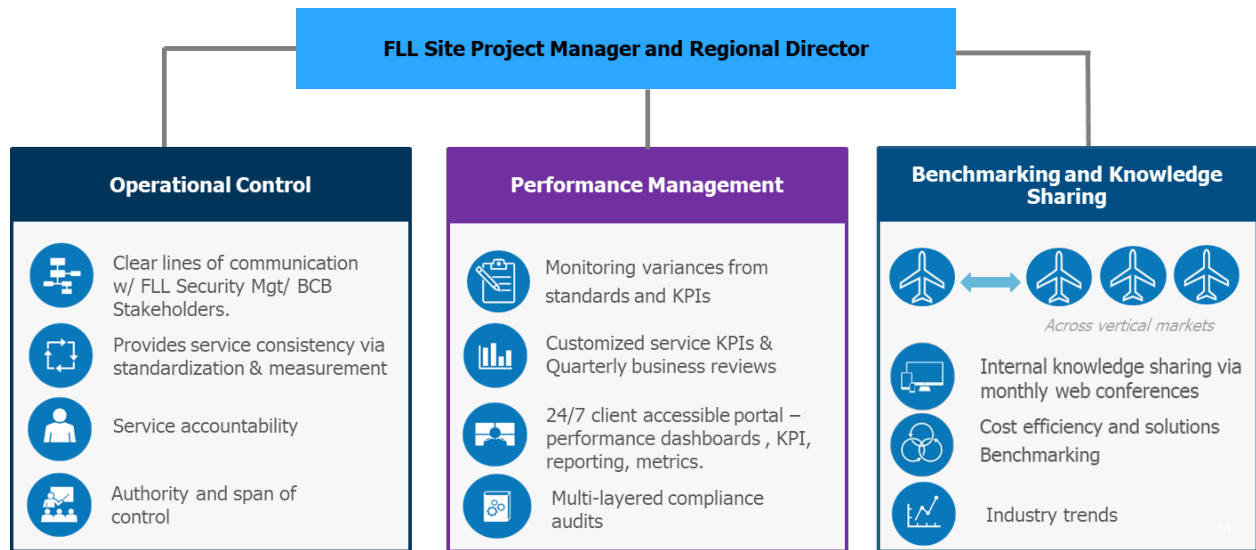 FLL Site Project Manager and Regional Director
Operational Control
Clear lines of communication
w/ FLL Security Mgt/ BCB
Stakeholders.
Provides service consistency via
standardization & measurement
Service accountability
Authority and span of
control
Performance Management
Monitoring variances from
standards and KPIs
Customized service KPIs &
Quarterly business reviews
24/7 client accessible portal –
performance dashboards , KPI,
reporting, metrics.
Multi-layered compliance
audits
Benchmarking and Knowledge
Sharing
Across vertical markets
Internal knowledge sharing via
monthly web conferences
Cost efficiency and solutions
Benchmarking
Industry trends